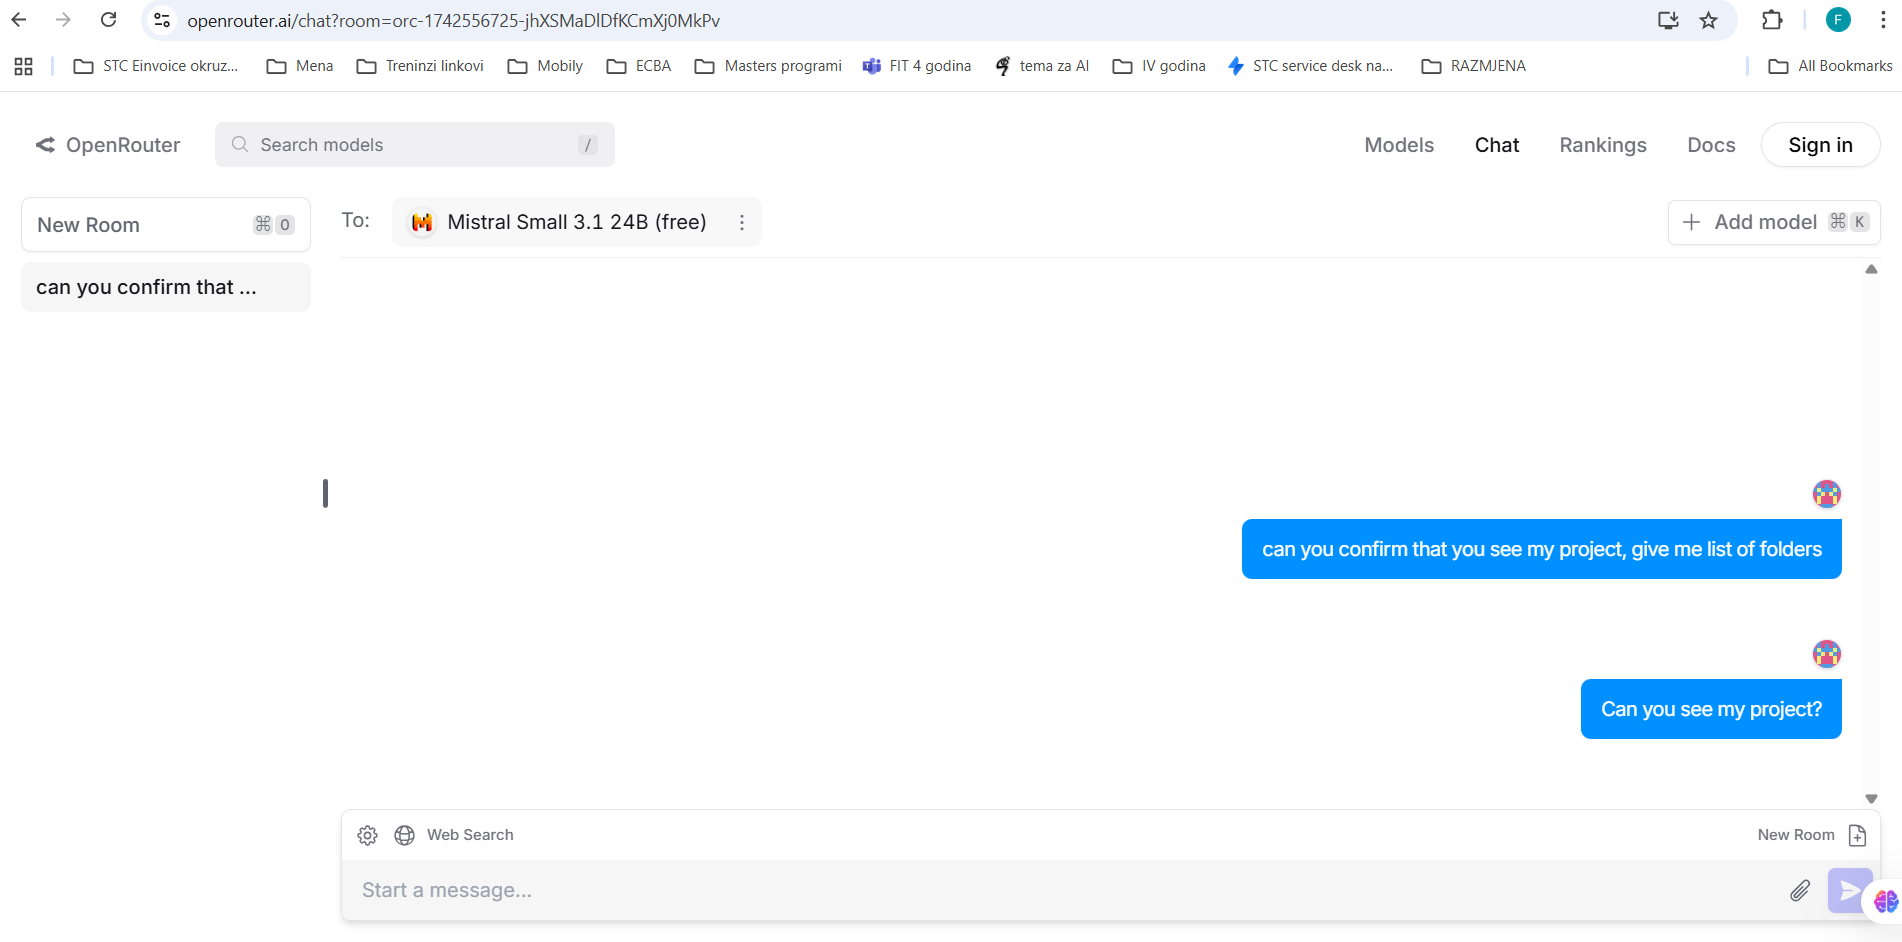 openrouter.ai/chat?room=orc-1742556725-jhXSMaDlDfKCmXj0MkPv
F
STC Einvoice okruz... Mena Treninzi linkovi Mobily ECBA Masters programi FIT 4 godina tema za AI IV godina STC service desk na... RAZMJENA All Bookmarks
OpenRouter Search models / Models Chat Rankings Docs Sign in
New Room ⌘ 0
To: Mistral Small 3.1 24B (free) Add model ⌘ K
can you confirm that ...
can you confirm that you see my project, give me list of folders
Can you see my project?
Web Search New Room
Start a message...